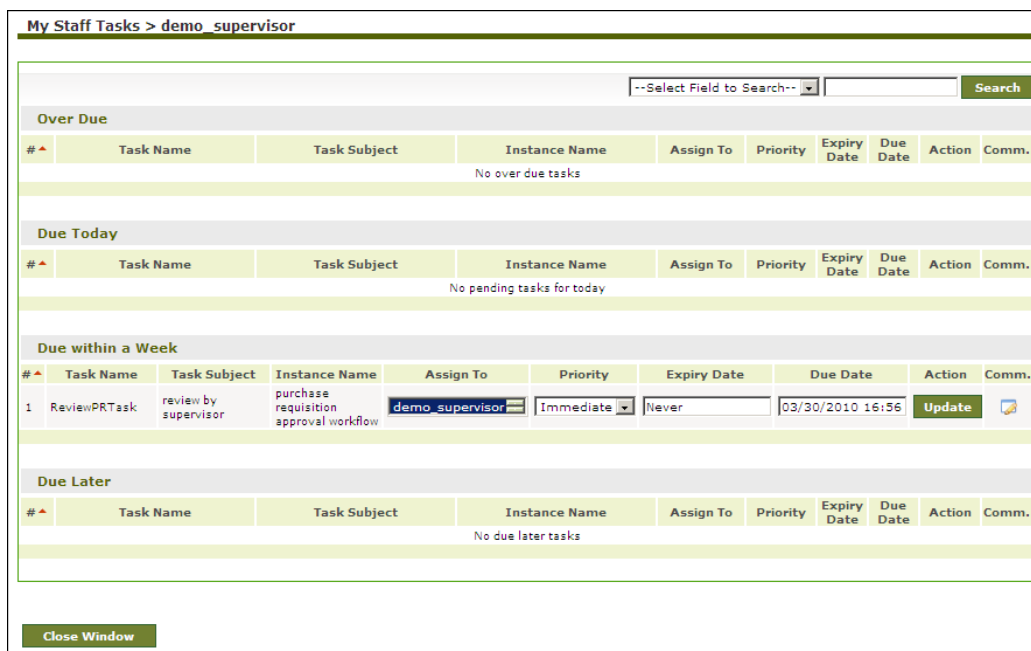 My Staff Tasks > demo_supervisor
--Select Field to Search-- Search
Over Due
# Task Name Task Subject Instance Name Assign To Priority Expiry Date Due Date Action Comm.
No over due tasks
Due Today
# Task Name Task Subject Instance Name Assign To Priority Expiry Date Due Date Action Comm.
No pending tasks for today
Due within a Week
# Task Name Task Subject Instance Name Assign To Priority Expiry Date Due Date Action Comm.
1 ReviewPRTask review by supervisor purchase requisition approval workflow demo_supervisor Immediate Never 03/30/2010 16:56 Update
Due Later
# Task Name Task Subject Instance Name Assign To Priority Expiry Date Due Date Action Comm.
No due later tasks
Close Window